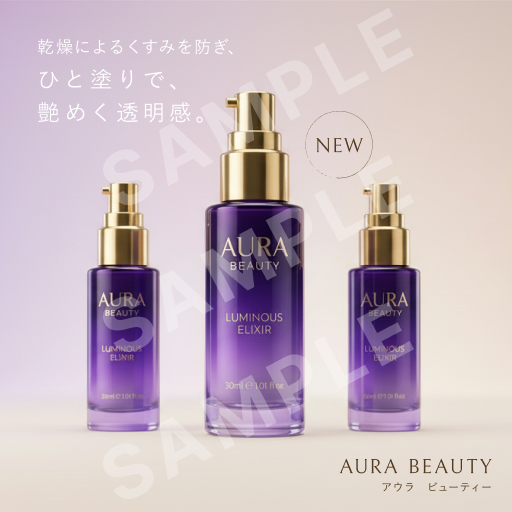 乾燥によるくすみを防ぎ、
ひと塗りで、
艶めく透明感。
NEW
AURA
BEAUTY
LUMINOUS
ELIXIR
30ml ℮ 1.01 fl.oz
AURA
BEAUTY
LUMINOUS
ELIXIR
AURA
BEAUTY
LUMINOUS
ELIXIR
SAMPLE
SAMPLE
SAMPLE
AURA BEAUTY
アウラ ビューティー